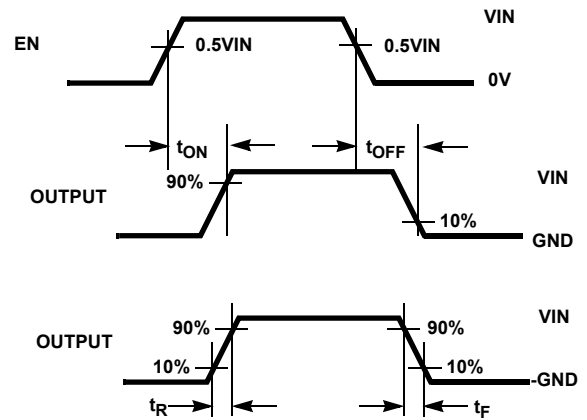 VIN
EN
0.5VIN
0.5VIN
0V
tON
tOFF
90%
VIN
OUTPUT
10%
GND
VIN
90%
90%
OUTPUT
10%
10%
-GND
tR
tF